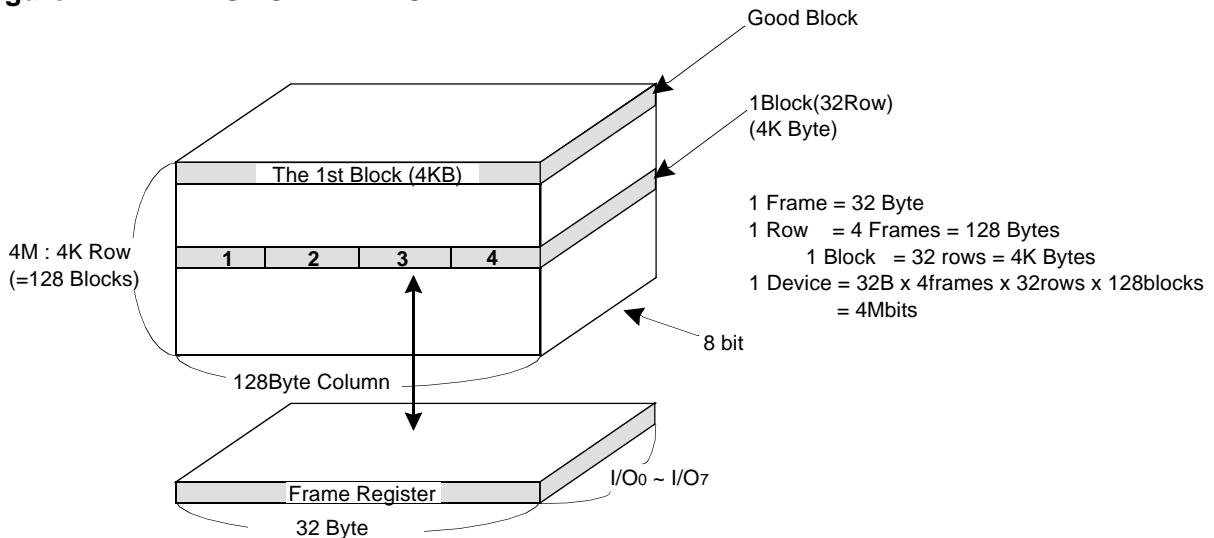 Good Block
1Block(32Row)
(4K Byte)
The 1st Block (4KB)
1 Frame = 32 Byte
1 Row = 4 Frames = 128 Bytes
1 Block = 32 rows = 4K Bytes
1 Device = 32B x 4frames x 32rows x 128blocks
= 4Mbits
4M : 4K Row
(=128 Blocks)
1 2 3 4
8 bit
128Byte Column
I/O0 ~ I/O7
Frame Register
32 Byte